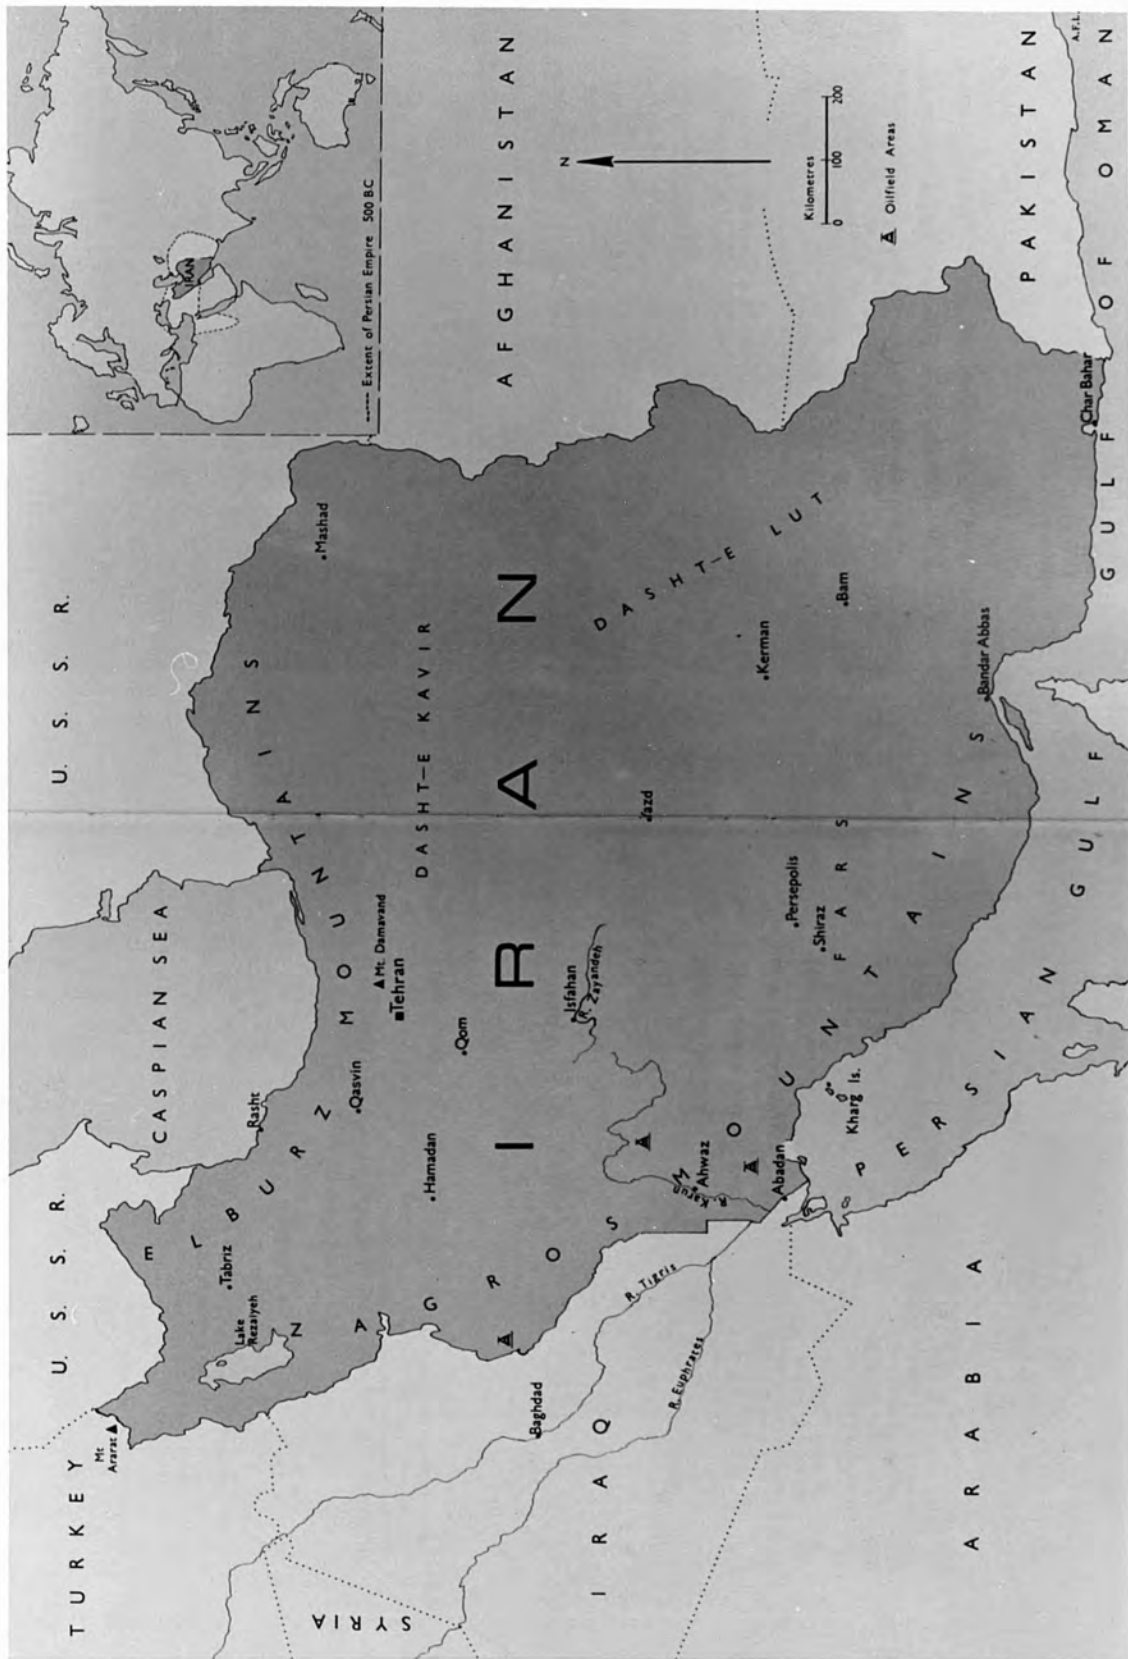 U. S. S. R.
U. S. S. R.
TURKEY
Mt Ararat
CASPIAN SEA
IRAN
---- Extent of Persian Empire 500 B.C
ELBURZ MOUNTAINS
Tabriz
Lake Rezaiyeh
Rasht
Qasvin
Mt. Damavand
Tehran
Mashad
DASHT—E KAVIR
Hamadan
Qom
ZAGROS MOUNTAINS
AFGHANISTAN
IRAN
SYRIA
Baghdad
IRAQ
R. Tigris
R. Euphrates
Isfahan
R. Zayandeh
Yazd
DASHT—E LUT
N
Ahwaz
R. Karun
Abadan
Kerman
Bam
Persepolis
Shiraz
FARS
Kharg Is.
Kilometres
0 100 200
Oilfield Areas
Bandar Abbas
PAKISTAN
ARABIA
PERSIAN GULF
Char Bahar
GULF OF OMAN
A.F.L.